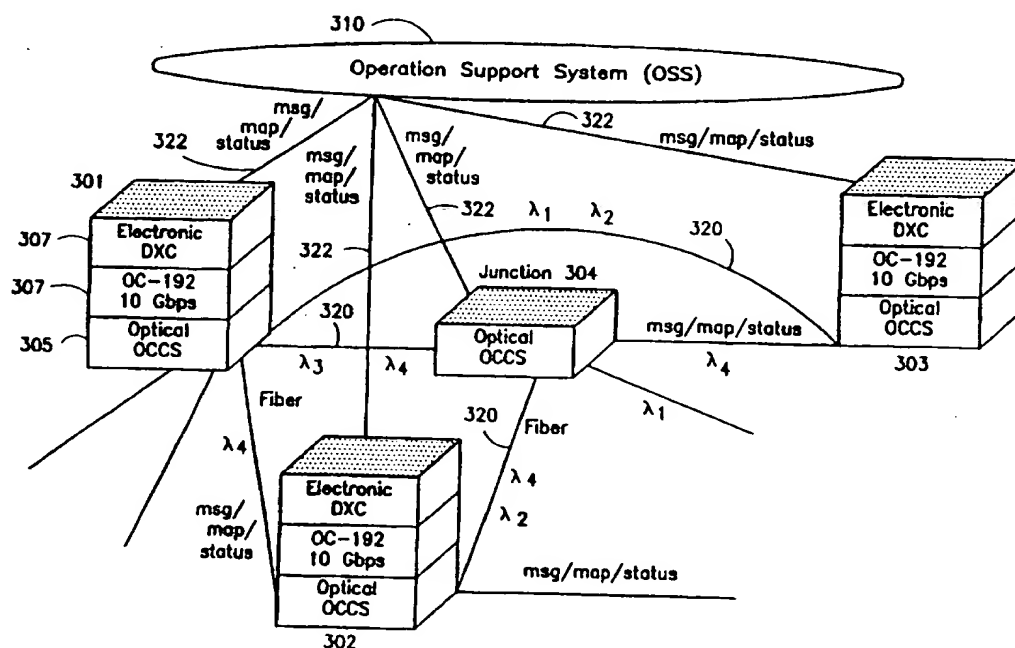 310
Operation Support System (OSS)
msg/
map/
status
322
msg/
map/
status
msg/
map/
status
322
msg/map/status
301
322
λ1 λ2
320
307
Electronic
DXC
322
Electronic
DXC
307
OC-192
10 Gbps
Junction 304
OC-192
10 Gbps
305
Optical
OCCS
320
Optical
OCCS
msg/map/status
Optical
OCCS
λ3
λ4
λ4
303
Fiber
320
Fiber
λ1
λ4
λ4
Electronic
DXC
λ2
msg/
map/
status
OC-192
10 Gbps
msg/map/status
Optical
OCCS
302